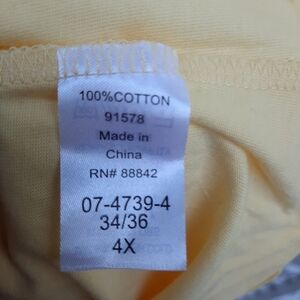 100%COTTON
91578
Made in
China
RN# 88842
07-4739-4
34/36
4X